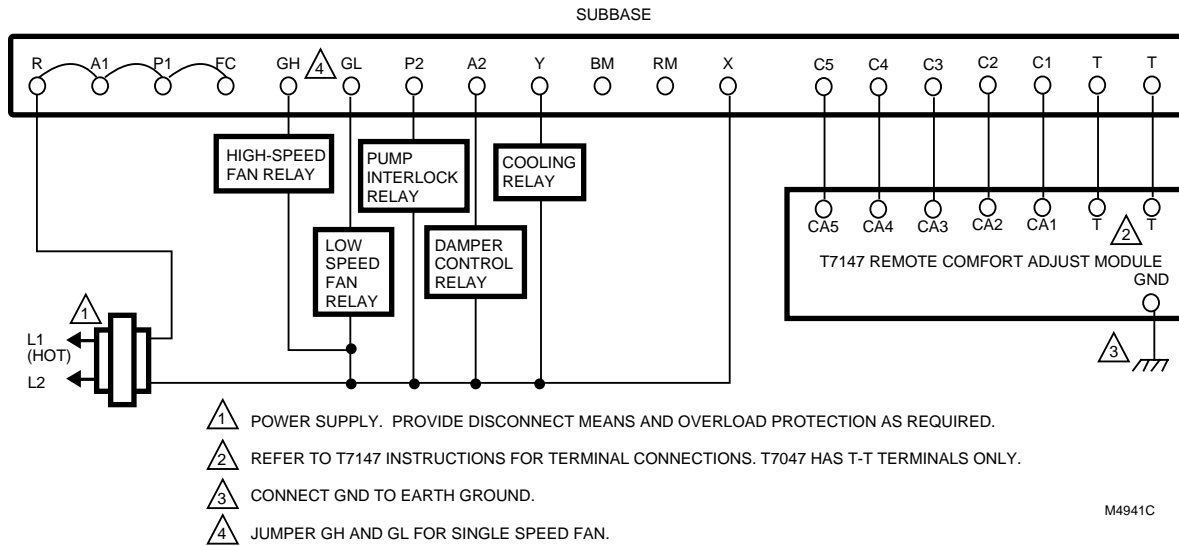 SUBBASE
R A1 P1 FC GH 4 GL P2 A2 Y BM RM X C5 C4 C3 C2 C1 T T
HIGH-SPEED
FAN RELAY
PUMP
INTERLOCK
RELAY
COOLING
RELAY
LOW
SPEED
FAN
RELAY
DAMPER
CONTROL
RELAY
CA5 CA4 CA3 CA2 CA1 T 2 T
T7147 REMOTE COMFORT ADJUST MODULE
GND
3
1
L1
(HOT)
L2
1 POWER SUPPLY. PROVIDE DISCONNECT MEANS AND OVERLOAD PROTECTION AS REQUIRED.
2 REFER TO T7147 INSTRUCTIONS FOR TERMINAL CONNECTIONS. T7047 HAS T-T TERMINALS ONLY.
3 CONNECT GND TO EARTH GROUND.
4 JUMPER GH AND GL FOR SINGLE SPEED FAN.
M4941C